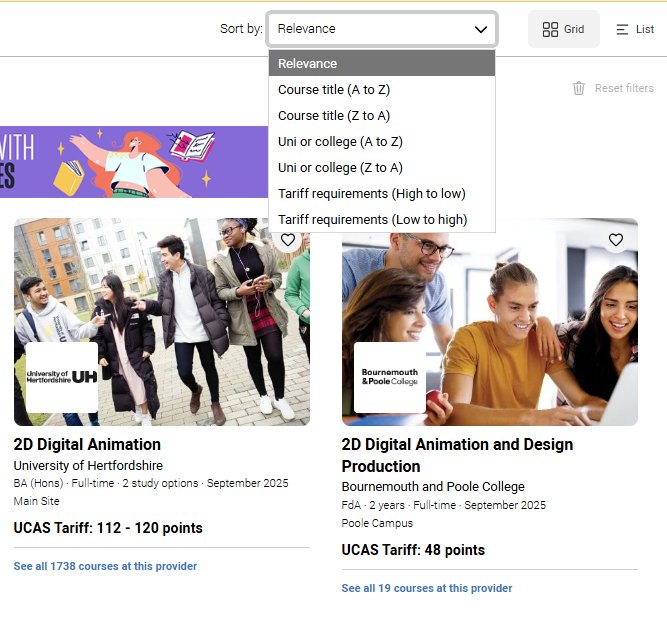 Sort by:
Relevance
Grid
List
Relevance
Course title (A to Z)
Course title (Z to A)
Uni or college (A to Z)
Uni or college (Z to A)
Tariff requirements (High to low)
Tariff requirements (Low to high)
Reset filters
WITH
ES
University of
Hertfordshire UH
Bournemouth
& Poole College
2D Digital Animation
University of Hertfordshire
BA (Hons) · Full-time · 2 study options · September 2025
Main Site
UCAS Tariff: 112 - 120 points
See all 1738 courses at this provider
2D Digital Animation and Design
Production
Bournemouth and Poole College
FdA · 2 years · Full-time · September 2025
Poole Campus
UCAS Tariff: 48 points
See all 19 courses at this provider